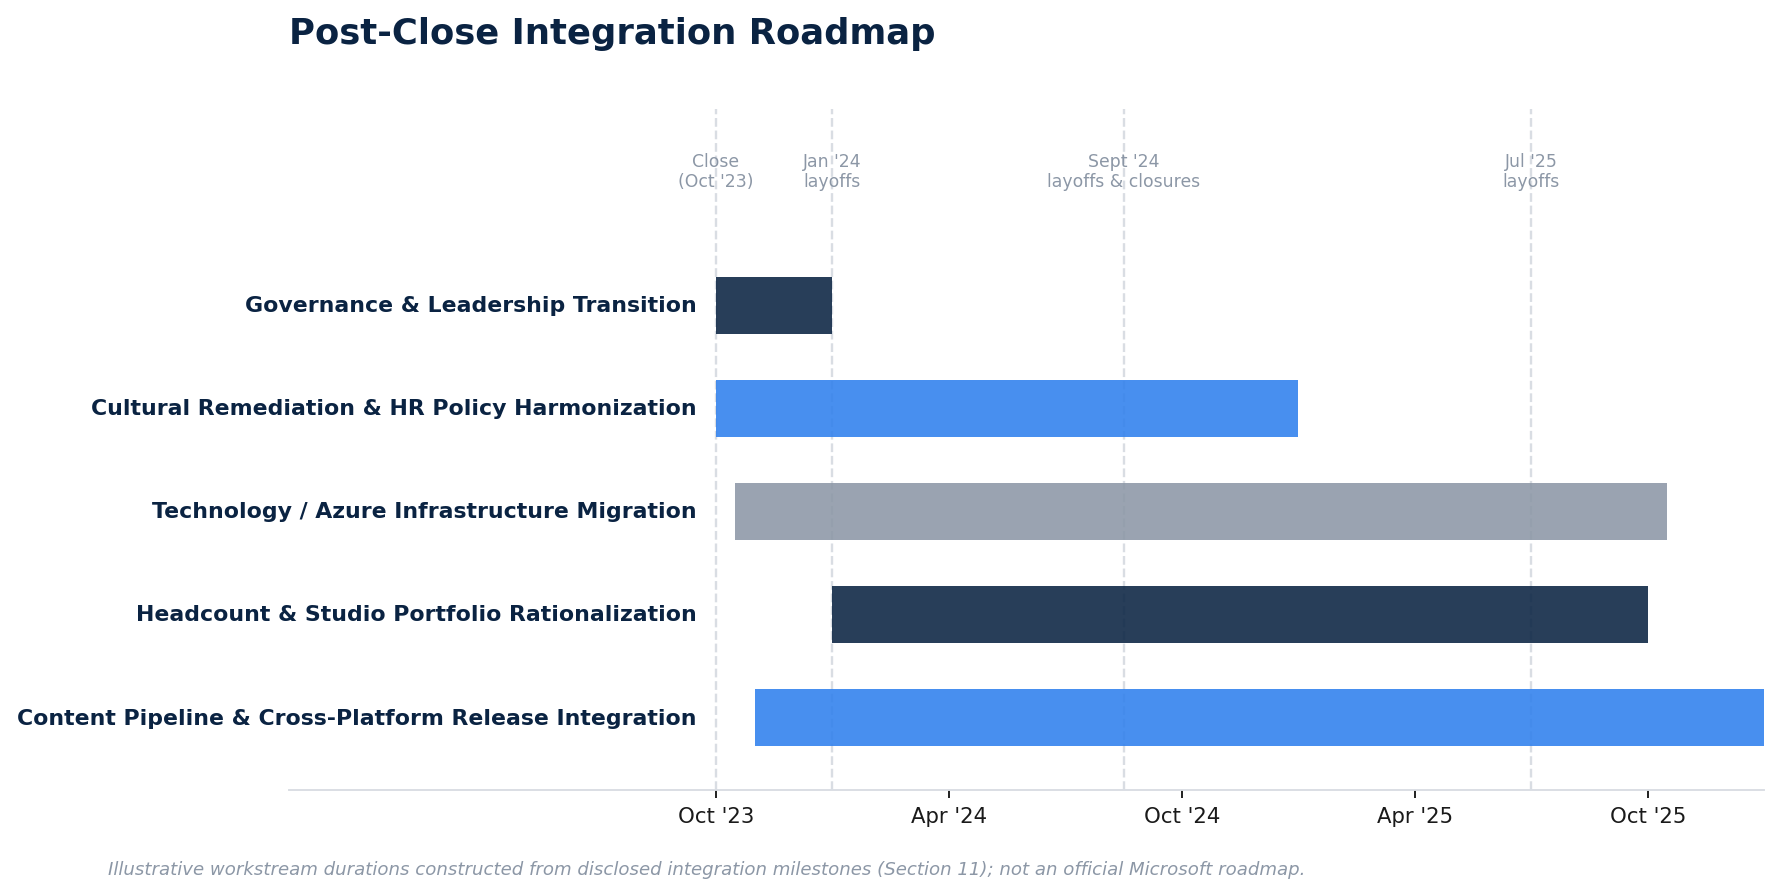 Post-Close Integration Roadmap
Close
(Oct '23)
Jan '24
layoffs
Sept '24
layoffs & closures
Jul '25
layoffs
Governance & Leadership Transition
Cultural Remediation & HR Policy Harmonization
Technology / Azure Infrastructure Migration
Headcount & Studio Portfolio Rationalization
Content Pipeline & Cross-Platform Release Integration
Oct '23
Apr '24
Oct '24
Apr '25
Oct '25
Illustrative workstream durations constructed from disclosed integration milestones (Section 11); not an official Microsoft roadmap.